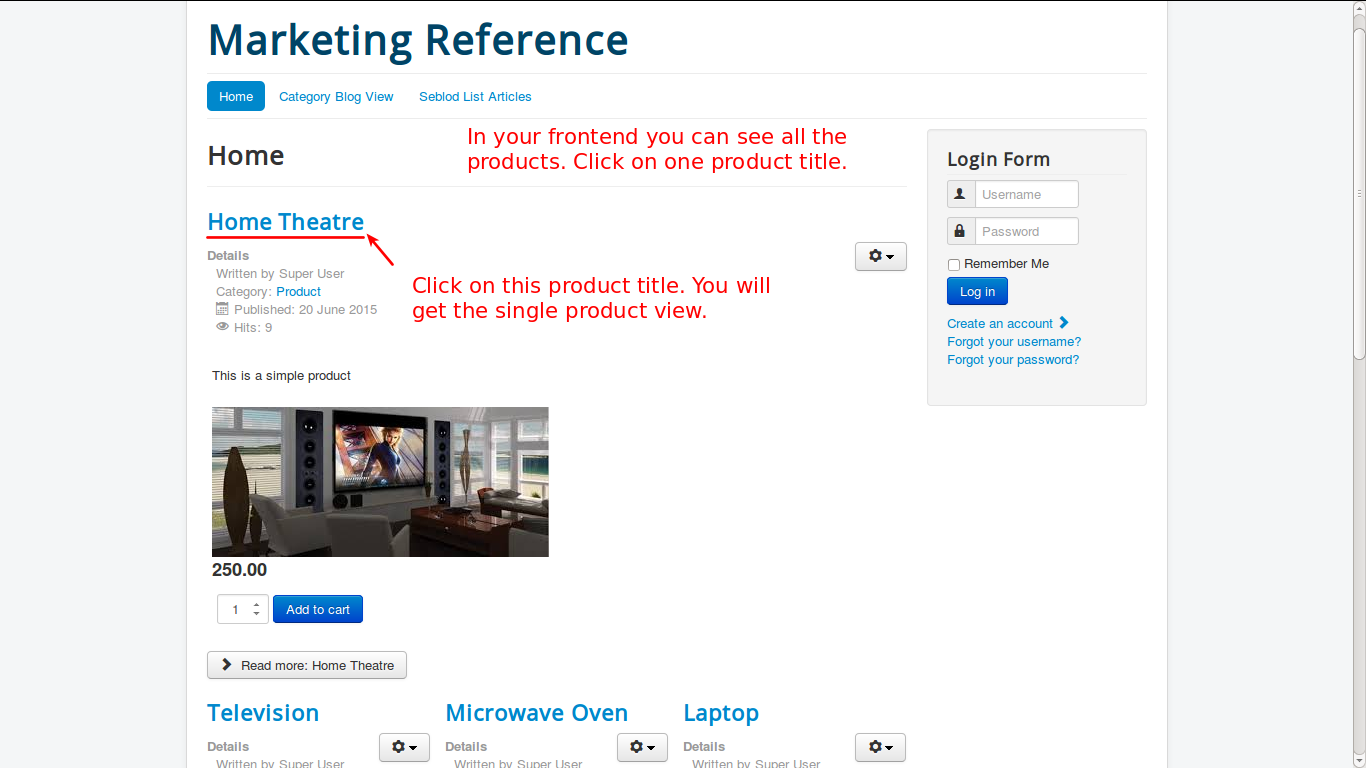 Marketing Reference
Home
Category Blog View
Seblod List Articles
Home
In your frontend you can see all the
products. Click on one product title.
Home Theatre
Details
Written by Super User
Category: Product
Published: 20 June 2015
Hits: 9
Click on this product title. You will
get the single product view.
This is a simple product
250.00
1
Add to cart
Read more: Home Theatre
Television
Details
Written by Super User
Microwave Oven
Details
Written by Super User
Laptop
Details
Written by Super User
Login Form
Username
Password
Remember Me
Log in
Create an account
Forgot your username?
Forgot your password?